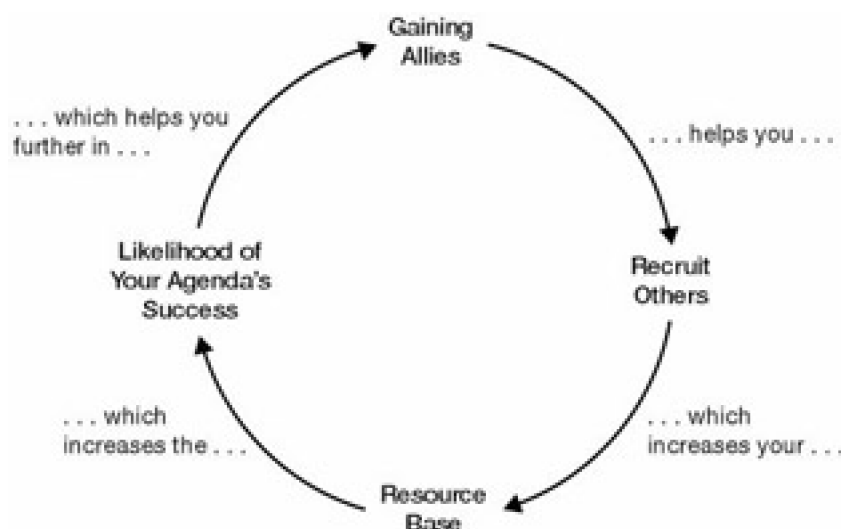 Gaining
Allies
. . . which helps you
further in . . .
. . . helps you . . .
Likelihood of
Your Agenda's
Success
Recruit
Others
. . . which
increases the . . .
. . . which
increases your . . .
Resource
Base